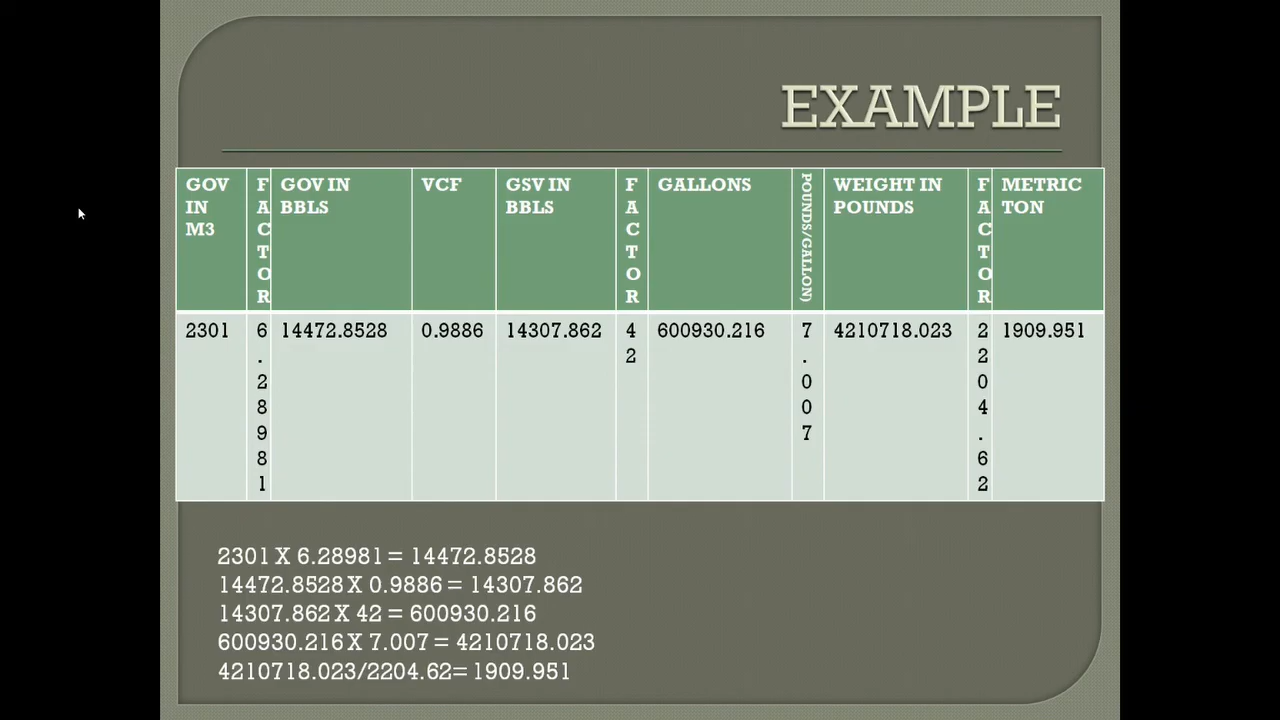 EXAMPLE
GOV IN M3 FACTOR GOV IN BBLS VCF GSV IN BBLS FACTOR GALLONS POUNDS/GALLON) WEIGHT IN POUNDS FACTOR METRIC TON
2301 6.28981 14472.8528 0.9886 14307.862 42 600930.216 7.007 4210718.023 2204.62 1909.951
2301 X 6.28981 = 14472.8528
14472.8528 X 0.9886 = 14307.862
14307.862 X 42 = 600930.216
600930.216 X 7.007 = 4210718.023
4210718.023/2204.62= 1909.951